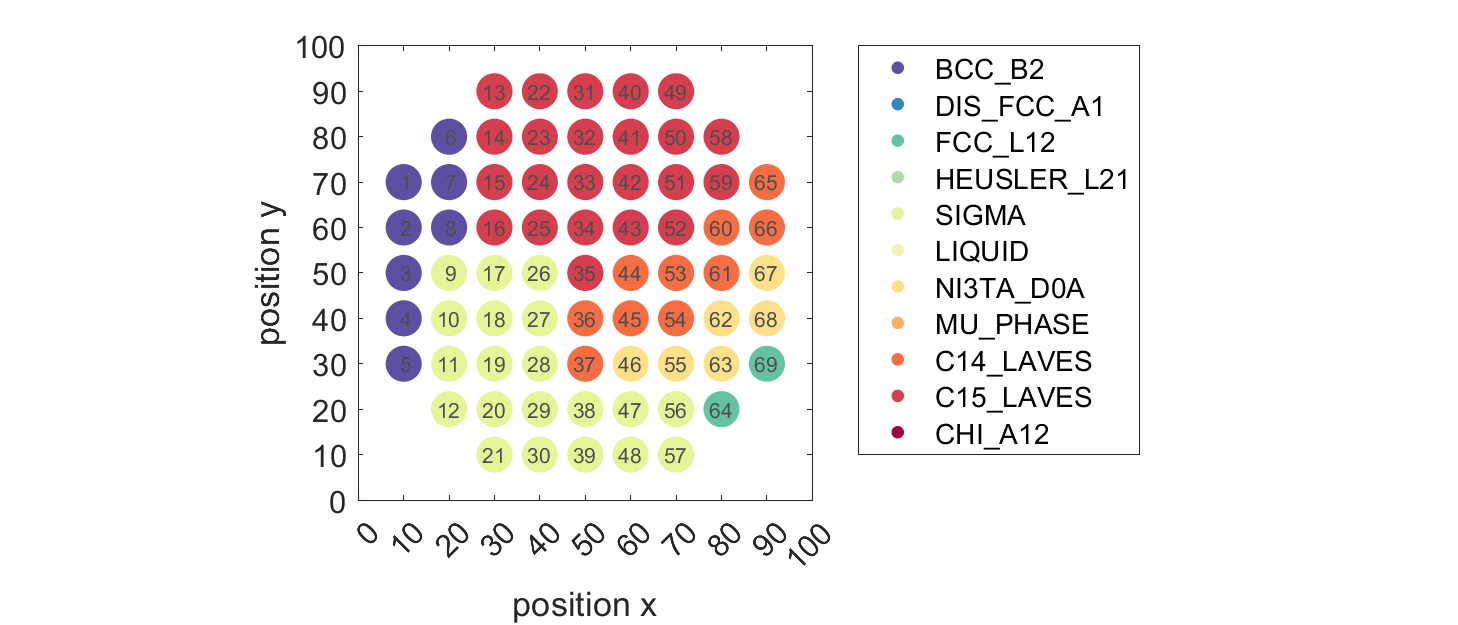 100
90
80
70
60
50
40
30
20
10
0
position y
13 22 31 40 49
6 14 23 32 41 50 58
1 7 15 24 33 42 51 59 65
2 8 16 25 34 43 52 60 66
3 9 17 26 35 44 53 61 67
4 10 18 27 36 45 54 62 68
5 11 19 28 37 46 55 63 69
12 20 29 38 47 56 64
21 30 39 48 57
0 10 20 30 40 50 60 70 80 90 100
position x
BCC_B2
DIS_FCC_A1
FCC_L12
HEUSLER_L21
SIGMA
LIQUID
NI3TA_D0A
MU_PHASE
C14_LAVES
C15_LAVES
CHI_A12